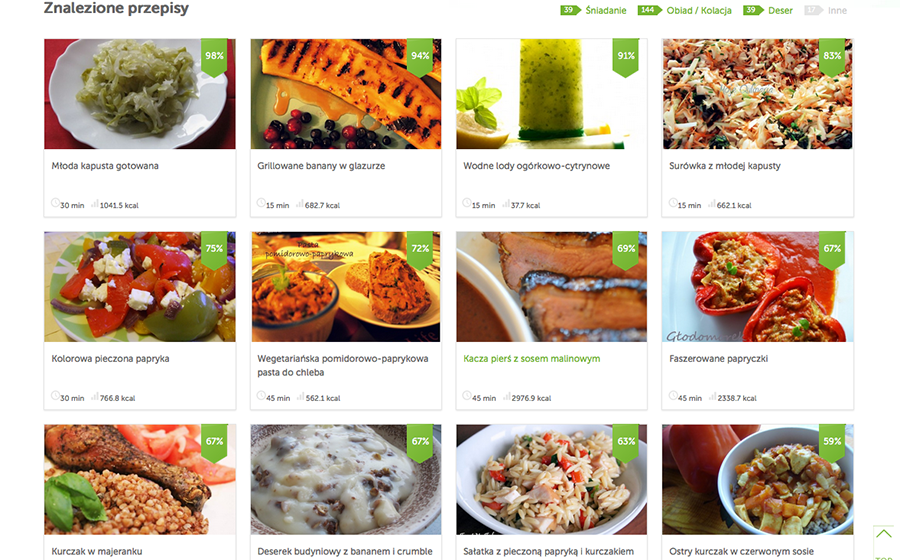 Znalezione przepisy
39 Śniadanie 144 Obiad / Kolacja 39 Deser 17 Inne
98% 94% 91% 83%
Młoda kapusta gotowana
30 min 1041.5 kcal
Grillowane banany w glazurze
15 min 682.7 kcal
Wodne lody ogórkowo-cytrynowe
15 min 37.7 kcal
Surówka z młodej kapusty
15 min 662.1 kcal
75% 72% 69% 67%
Pasta
pomidorowo-paprykowa
Kolorowa pieczona papryka
30 min 766.8 kcal
Wegetariańska pomidorowo-paprykowa
pasta do chleba
45 min 562.1 kcal
Kacza pierś z sosem malinowym
45 min 2976.9 kcal
Faszerowane papryczki
45 min 2338.7 kcal
67% 67% 63% 59%
Kurczak w majeranku
Deserek budyniowy z bananem i crumble
Sałatka z pieczoną papryką i kurczakiem
Ostry kurczak w czerwonym sosie
TOP